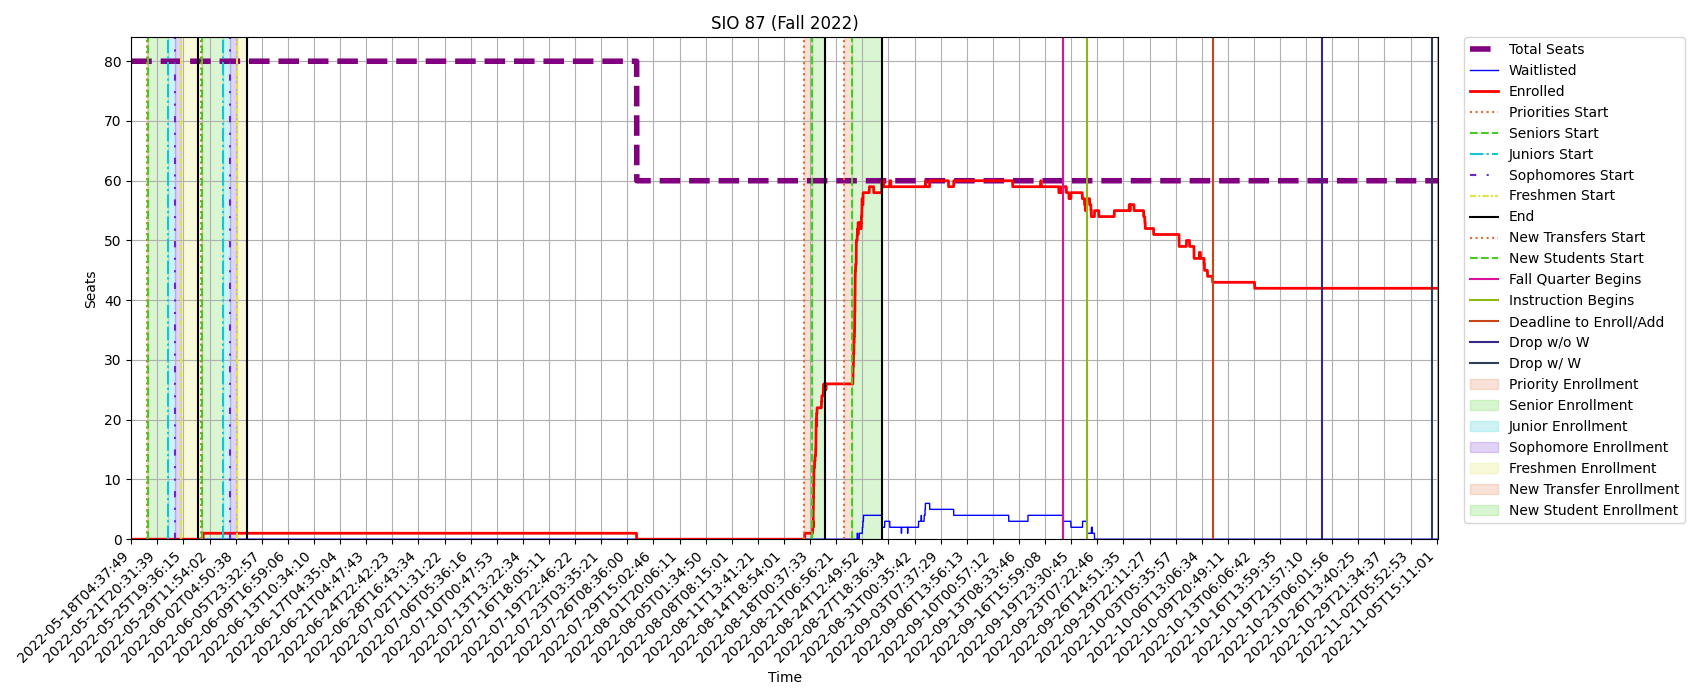 SIO 87 (Fall 2022)
80
70
60
50
40
30
20
10
0
Seats
2022-05-18T04:37:49
2022-05-21T20:31:39
2022-05-25T19:36:15
2022-05-29T11:54:02
2022-06-02T04:50:38
2022-06-05T23:32:57
2022-06-09T16:59:06
2022-06-13T10:34:10
2022-06-17T04:35:04
2022-06-21T04:47:43
2022-06-24T22:42:23
2022-06-28T16:43:34
2022-07-02T11:31:22
2022-07-06T05:36:16
2022-07-10T00:47:53
2022-07-13T13:22:34
2022-07-16T18:05:11
2022-07-19T22:46:22
2022-07-23T03:35:21
2022-07-26T08:36:00
2022-07-29T15:02:46
2022-08-01T20:06:11
2022-08-05T01:34:50
2022-08-08T08:15:01
2022-08-11T13:41:21
2022-08-14T18:54:01
2022-08-18T00:37:33
2022-08-21T06:56:21
2022-08-24T12:49:52
2022-08-27T18:36:34
2022-08-31T00:35:42
2022-09-03T07:37:29
2022-09-06T13:56:13
2022-09-10T00:57:12
2022-09-13T08:33:46
2022-09-16T15:59:08
2022-09-19T23:30:45
2022-09-23T07:22:46
2022-09-26T14:51:35
2022-09-29T22:11:27
2022-10-03T05:35:57
2022-10-06T13:06:34
2022-10-09T20:49:11
2022-10-13T06:06:42
2022-10-16T13:59:35
2022-10-19T21:57:10
2022-10-23T06:01:56
2022-10-26T13:40:25
2022-10-29T21:34:37
2022-11-02T05:52:53
2022-11-05T15:11:01
Time
Total Seats
Waitlisted
Enrolled
Priorities Start
Seniors Start
Juniors Start
Sophomores Start
Freshmen Start
End
New Transfers Start
New Students Start
Fall Quarter Begins
Instruction Begins
Deadline to Enroll/Add
Drop w/o W
Drop w/ W
Priority Enrollment
Senior Enrollment
Junior Enrollment
Sophomore Enrollment
Freshmen Enrollment
New Transfer Enrollment
New Student Enrollment